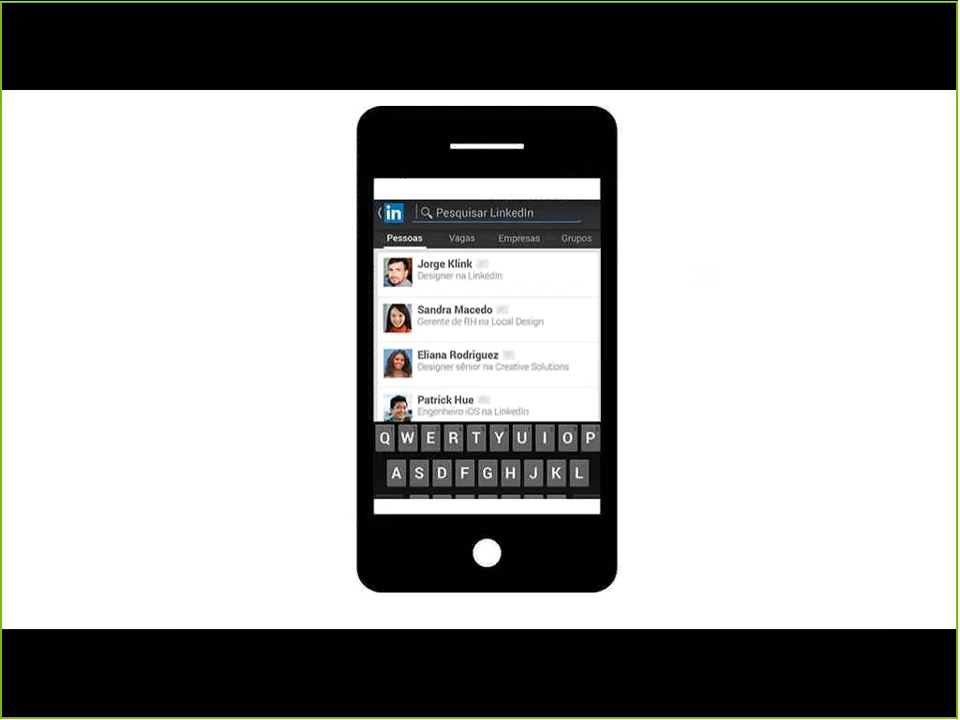 in Pesquisar LinkedIn
Pessoas Vagas Empresas Grupos
Jorge Klink
Designer na LinkedIn
Sandra Macedo
Gerente de RH na Local Design
Eliana Rodriguez
Designer sênior na Creative Solutions
Patrick Hue
Engenheiro iOS na LinkedIn
Q W E R T Y U I O P
A S D F G H J K L